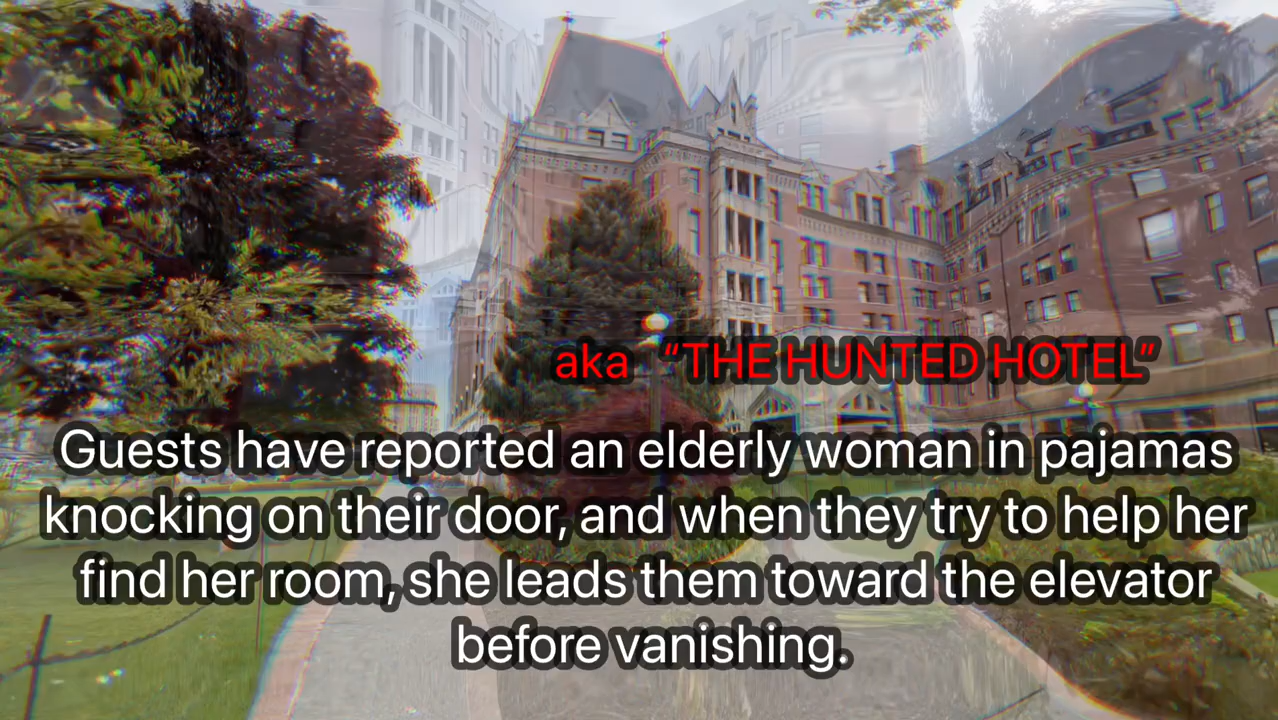 aka “THE HUNTED HOTEL”
Guests have reported an elderly woman in pajamas
knocking on their door, and when they try to help her
find her room, she leads them toward the elevator
before vanishing.